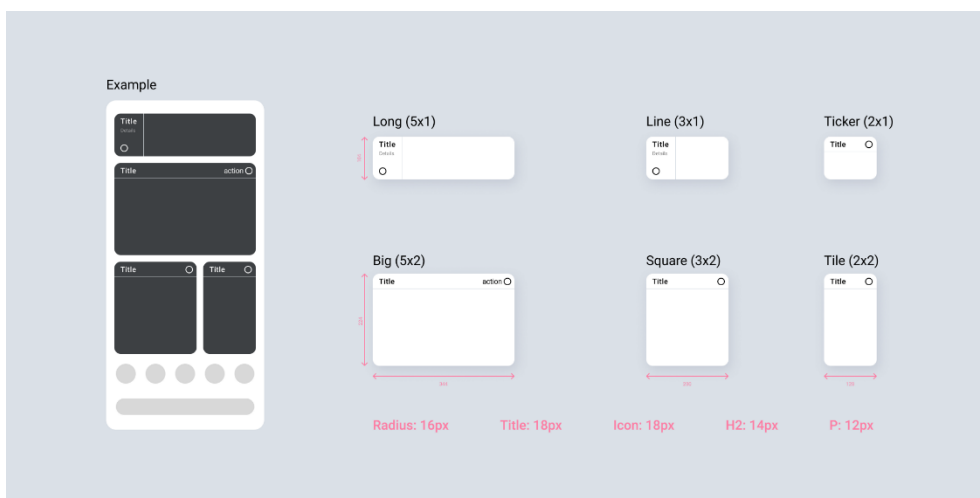 Example
Title
Details
Title
action
Title
Title
Long (5x1)
Title
Details
Line (3x1)
Title
Details
Ticker (2x1)
Title
Big (5x2)
Title
action
Square (3x2)
Title
Tile (2x2)
Title
Radius: 16px
Title: 18px
Icon: 18px
H2: 14px
P: 12px